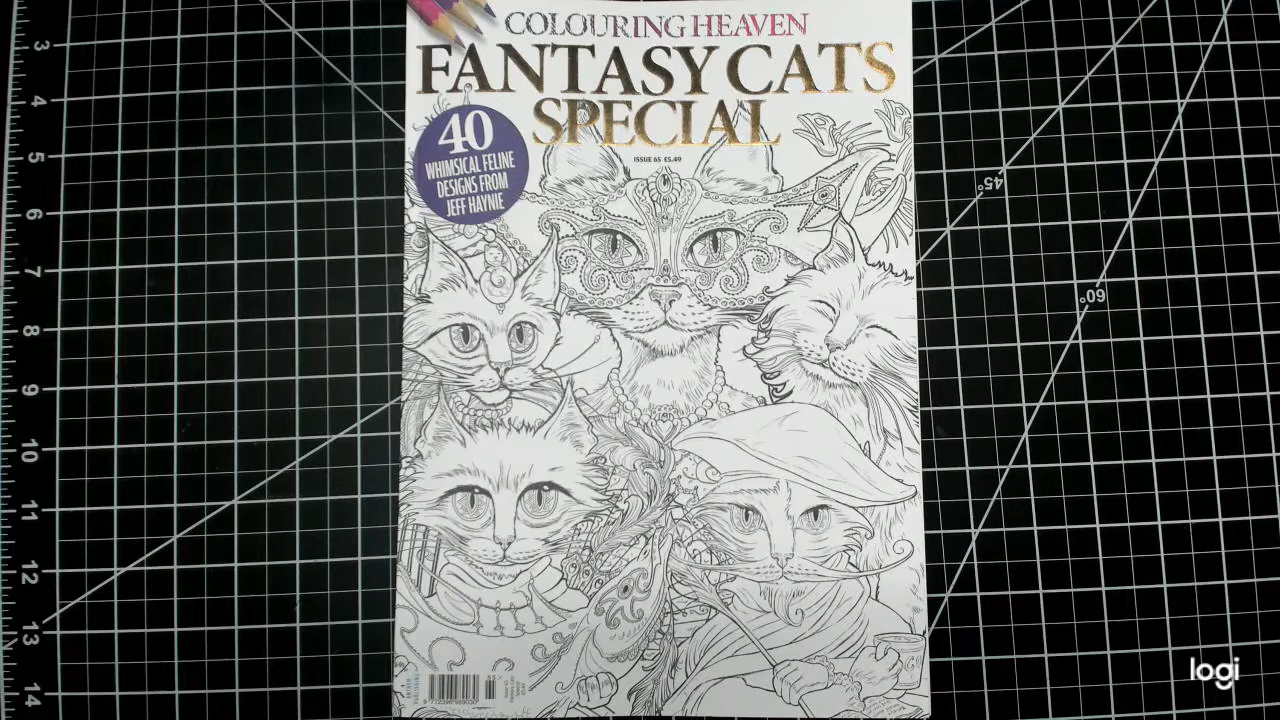 COLOURING HEAVEN
FANTASY CATS
SPECIAL
ISSUE 65 £5.49
40
WHIMSICAL FELINE
DESIGNS FROM
JEFF HAYNIE
3
4
5
6
7
8
9
10
11
12
13
14
45°
60°
logi